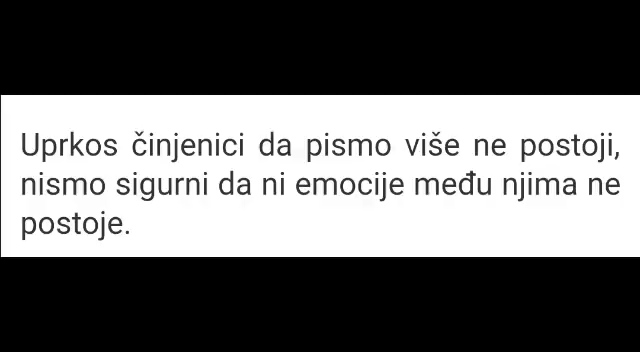 Uprkos činjenici da pismo više ne postoji,
nismo sigurni da ni emocije među njima ne
postoje.